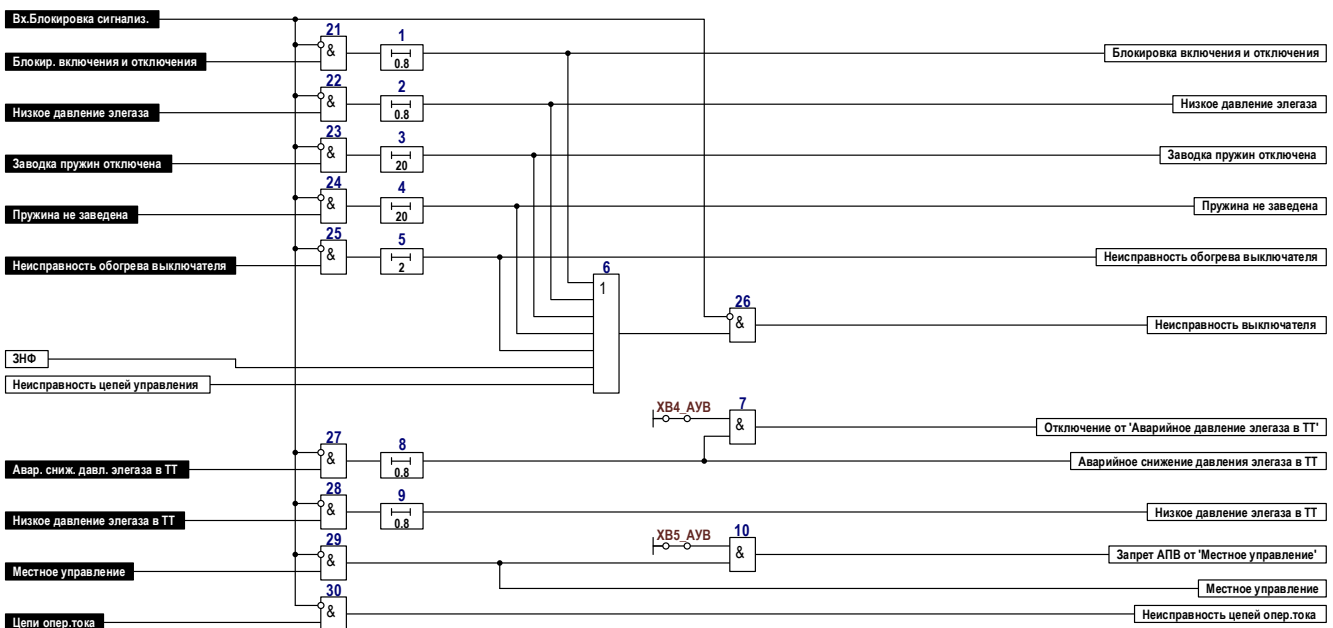 Вх.Блокировка сигнализ.
21
&
1
0.8
Блокир. включения и отключения
Блокировка включения и отключения
22
&
2
0.8
Низкое давление элегаза
Низкое давление элегаза
23
&
3
20
Заводка пружин отключена
Заводка пружин отключена
24
&
4
20
Пружина не заведена
Пружина не заведена
25
&
5
2
Неисправность обогрева выключателя
Неисправность обогрева выключателя
6
1
26
&
Неисправность выключателя
ЗНФ
Неисправность цепей управления
ХВ4_АУВ
7
&
Отключение от 'Аварийное давление элегаза в ТТ'
27
&
8
0.8
Авар. сниж. давл. элегаза в ТТ
Аварийное снижение давления элегаза в ТТ
28
&
9
0.8
Низкое давление элегаза в ТТ
Низкое давление элегаза в ТТ
29
&
ХВ5_АУВ
10
&
Запрет АПВ от 'Местное управление'
Местное управление
Местное управление
30
&
Цепи опер.тока
Неисправность цепей опер.тока